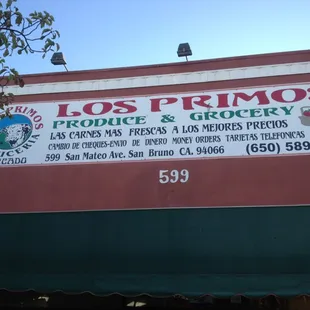 LOS PRIMOS
PRODUCE & GROCERY
LAS CARNES MAS FRESCAS A LOS MEJORES PRECIOS
CAMBIO DE CHEQUES-ENVIO DE DINERO MONEY ORDERS TARJETAS TELEFONICAS
599 San Mateo Ave. San Bruno CA. 94066 (650) 589
599